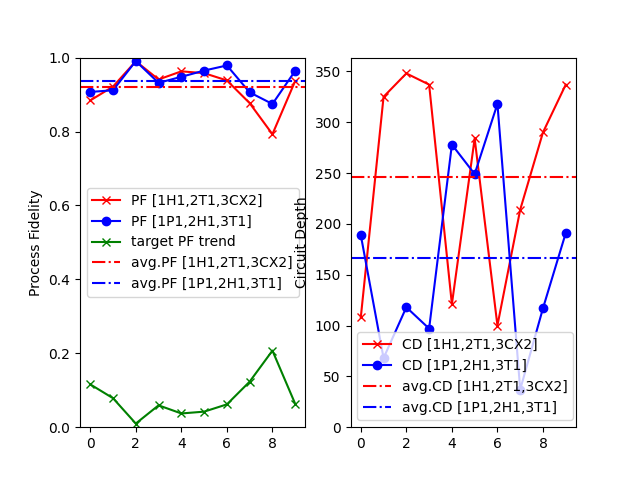 1.0
0.8
0.6
0.4
0.2
0.0
Process Fidelity
PF [1H1,2T1,3CX2]
PF [1P1,2H1,3T1]
target PF trend
avg.PF [1H1,2T1,3CX2]
avg.PF [1P1,2H1,3T1]
0 2 4 6 8
350
300
250
200
150
100
50
0
Circuit Depth
CD [1H1,2T1,3CX2]
CD [1P1,2H1,3T1]
avg.CD [1H1,2T1,3CX2]
avg.CD [1P1,2H1,3T1]
0 2 4 6 8